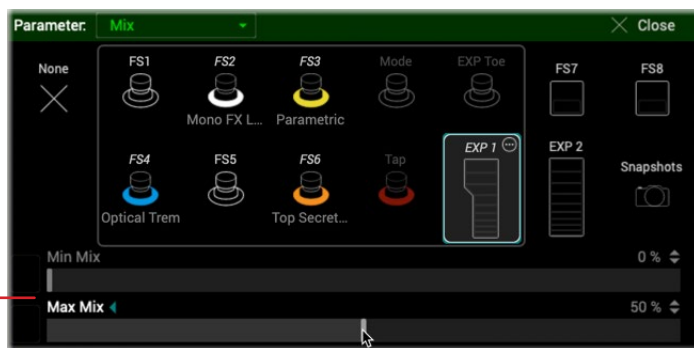 Parameter: Mix Close
None FS1 FS2 FS3 Mode EXP Toe FS7 FS8
Mono FX L... Parametric
FS4 FS5 FS6 Tap EXP 1 EXP 2 Snapshots
Optical Trem Top Secret...
Min Mix 0 %
Max Mix 50 %